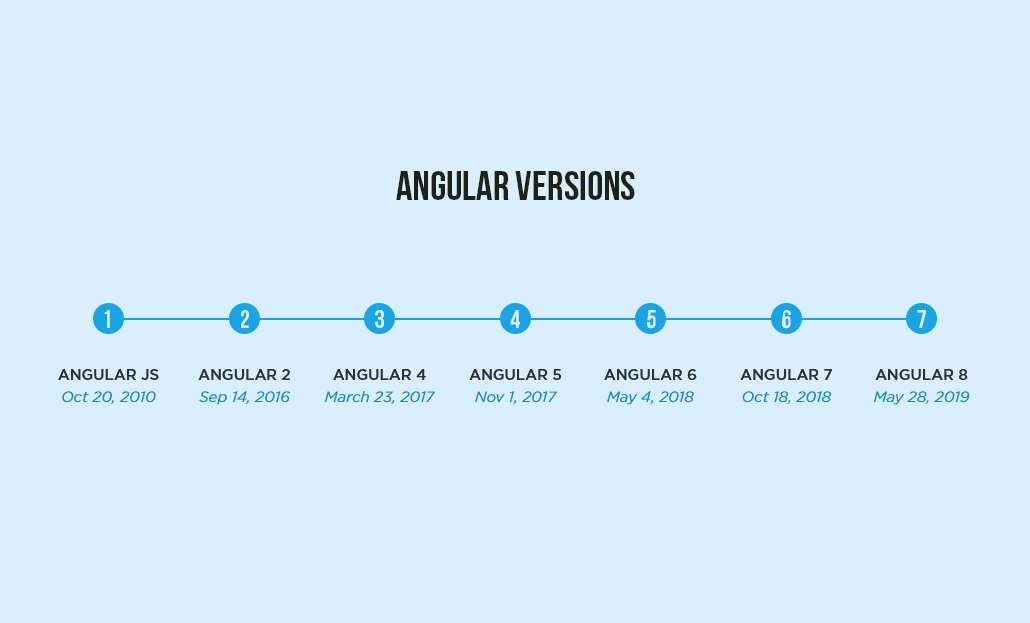 ANGULAR VERSIONS
1 2 3 4 5 6 7
ANGULAR JS ANGULAR 2 ANGULAR 4 ANGULAR 5 ANGULAR 6 ANGULAR 7 ANGULAR 8
Oct 20, 2010 Sep 14, 2016 March 23, 2017 Nov 1, 2017 May 4, 2018 Oct 18, 2018 May 28, 2019